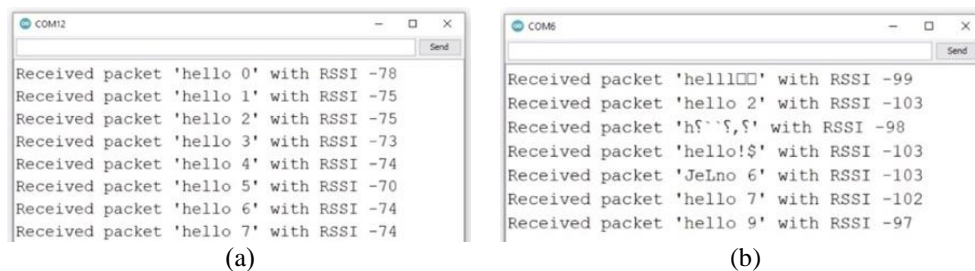 COM12
Send
Received packet 'hello 0' with RSSI -78
Received packet 'hello 1' with RSSI -75
Received packet 'hello 2' with RSSI -75
Received packet 'hello 3' with RSSI -73
Received packet 'hello 4' with RSSI -74
Received packet 'hello 5' with RSSI -70
Received packet 'hello 6' with RSSI -74
Received packet 'hello 7' with RSSI -74
(a)
COM6
Send
Received packet 'helll□□' with RSSI -99
Received packet 'hello 2' with RSSI -103
Received packet 'h⸮``⸮,⸮' with RSSI -98
Received packet 'hello!$' with RSSI -103
Received packet 'JeLno 6' with RSSI -103
Received packet 'hello 7' with RSSI -102
Received packet 'hello 9' with RSSI -97
(b)